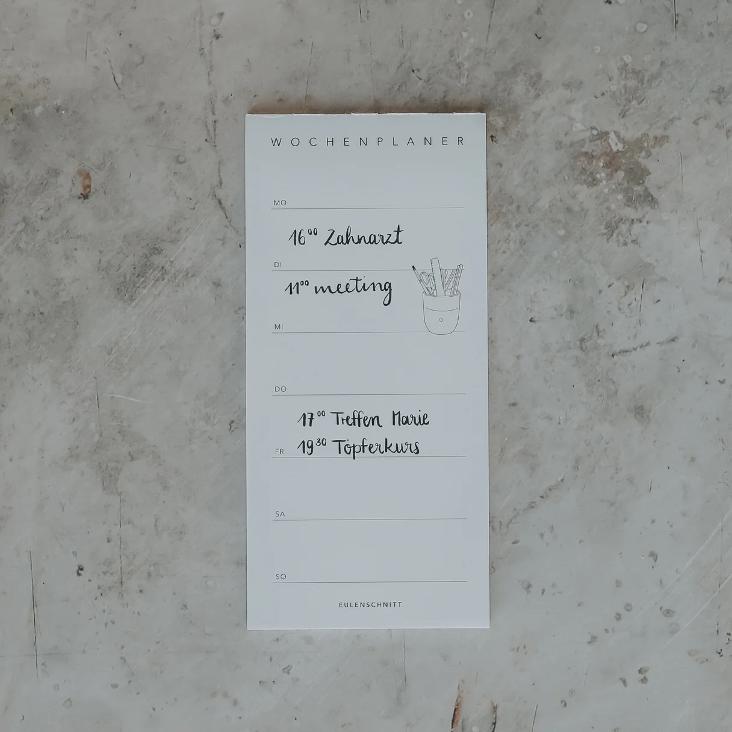 WOCHENPLANER
MO
16⁰⁰ Zahnarzt
DI
11⁰⁰ meeting
MI
DO
17⁰⁰ Treffen Marie
FR 19³⁰ Töpferkurs
SA
SO
EULENSCHNITT